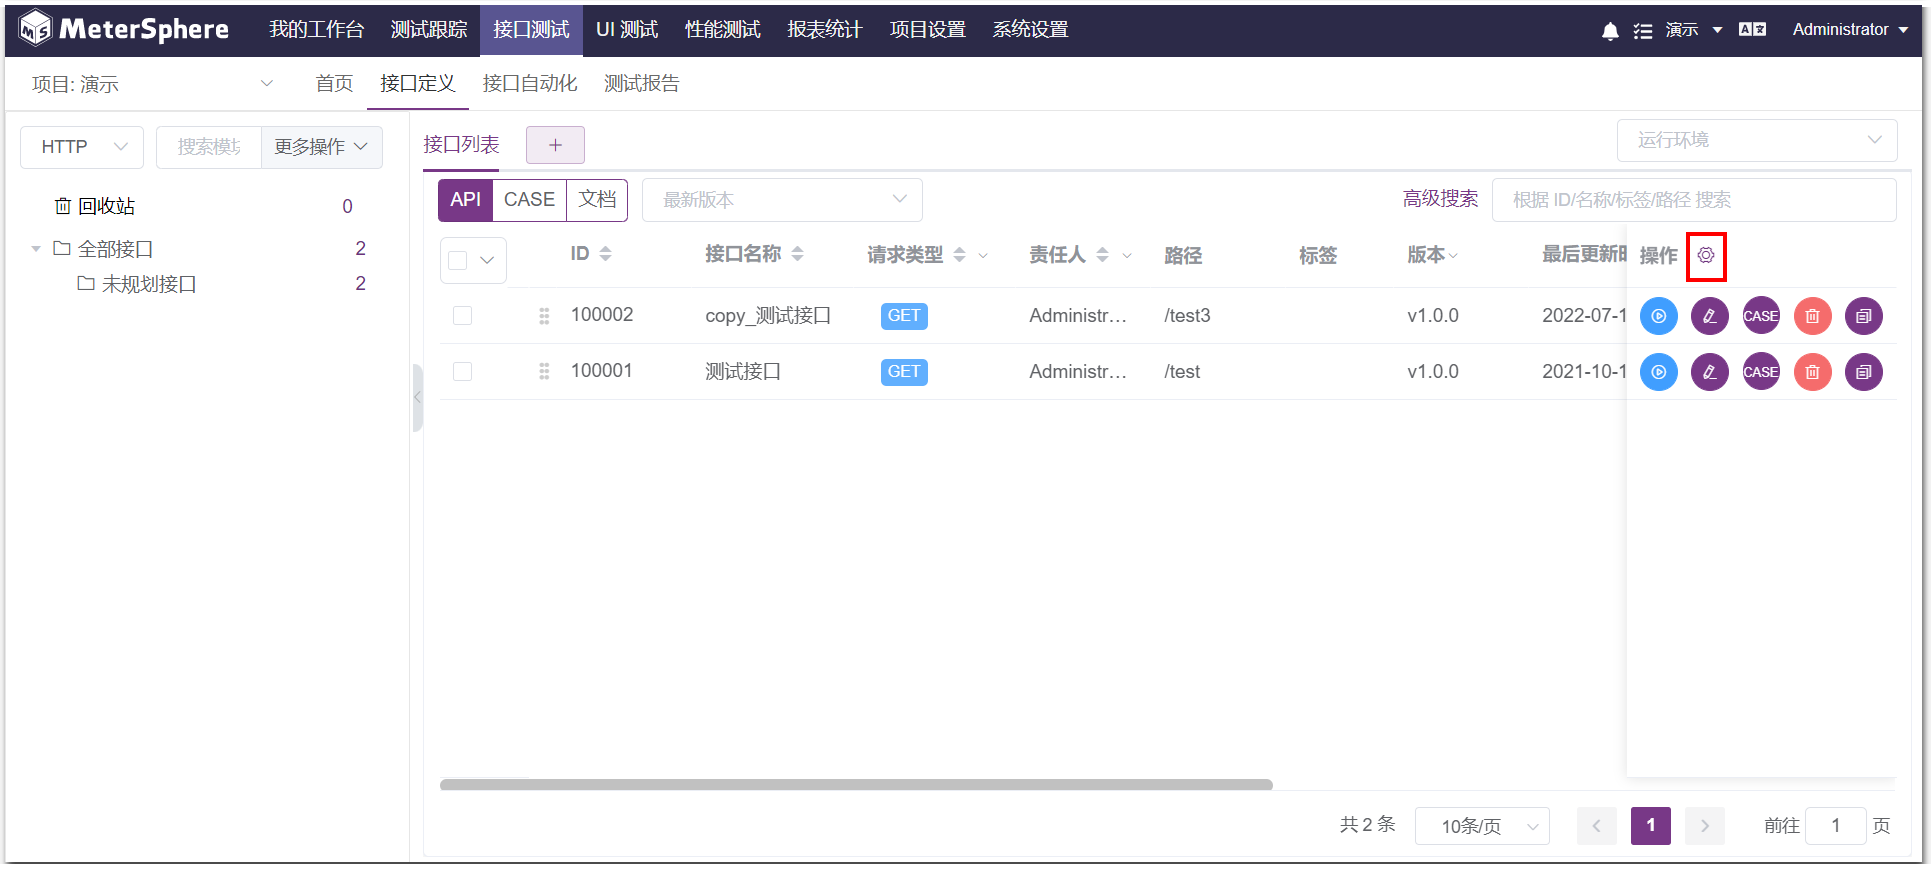 MeterSphere 我的工作台 测试跟踪 接口测试 UI 测试 性能测试 报表统计 项目设置 系统设置 演示 Administrator
项目: 演示 首页 接口定义 接口自动化 测试报告
HTTP 搜索模块 更多操作 接口列表 + 运行环境
API CASE 文档 最新版本 高级搜索 根据 ID/名称/标签/路径 搜索
回收站 0
全部接口 2
未规划接口 2
ID 接口名称 请求类型 责任人 路径 标签 版本 最后更新时 操作
100002 copy_测试接口 GET Administr... /test3 v1.0.0 2022-07-1 CASE
100001 测试接口 GET Administr... /test v1.0.0 2021-10-1 CASE
共 2 条 10条/页 1 前往 1 页